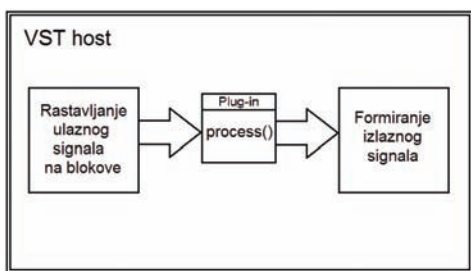 VST host
Rastavljanje
ulaznog
signala
na blokove
Plug-in
process()
Formiranje
izlaznog
signala